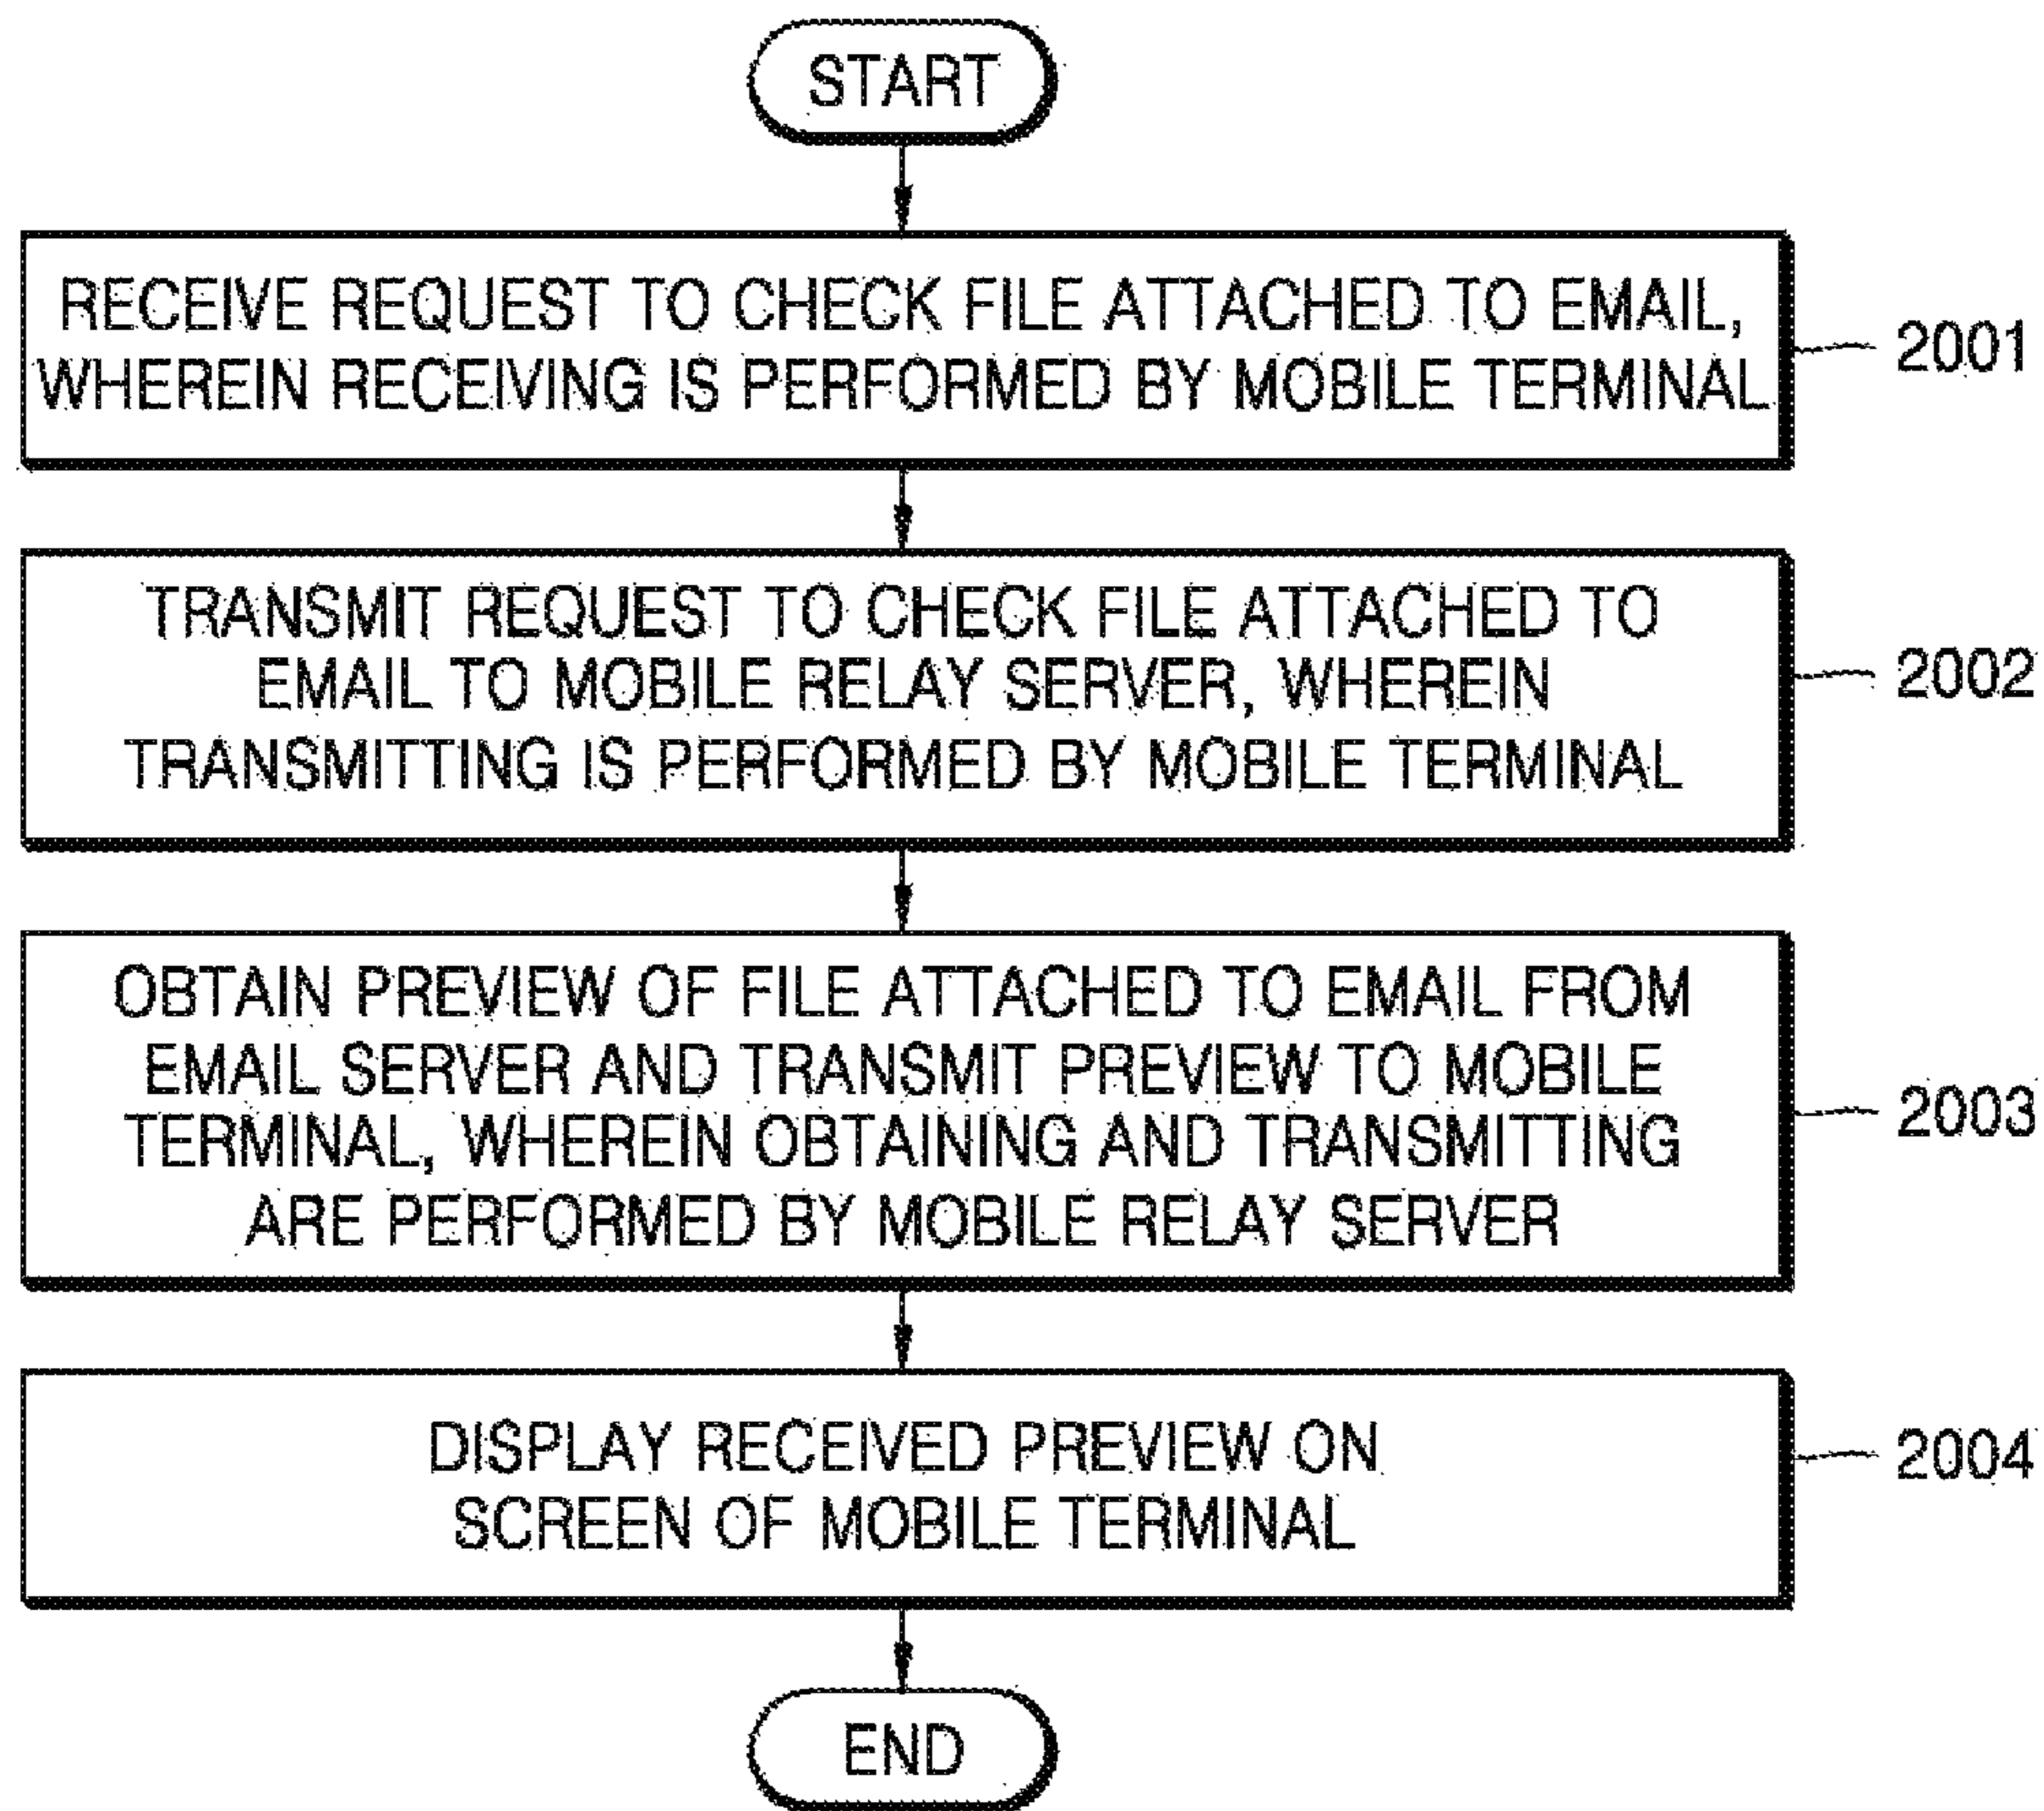 START
RECEIVE REQUEST TO CHECK FILE ATTACHED TO EMAIL,
WHEREIN RECEIVING IS PERFORMED BY MOBILE TERMINAL
2001
TRANSMIT REQUEST TO CHECK FILE ATTACHED TO
EMAIL TO MOBILE RELAY SERVER, WHEREIN
TRANSMITTING IS PERFORMED BY MOBILE TERMINAL
2002
OBTAIN PREVIEW OF FILE ATTACHED TO EMAIL FROM
EMAIL SERVER AND TRANSMIT PREVIEW TO MOBILE
TERMINAL, WHEREIN OBTAINING AND TRANSMITTING
ARE PERFORMED BY MOBILE RELAY SERVER
2003
DISPLAY RECEIVED PREVIEW ON
SCREEN OF MOBILE TERMINAL
2004
END